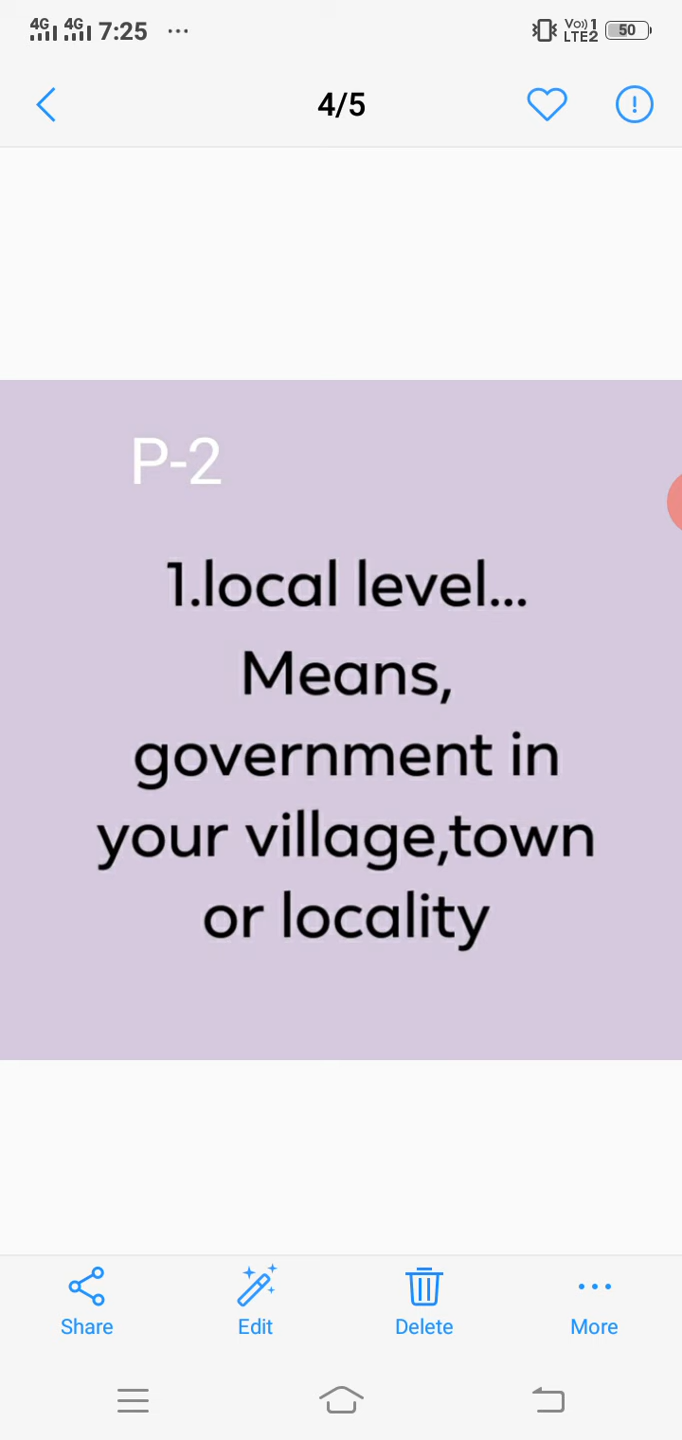 4G 4G 7:25 ... Vo)) 1 LTE2 50
4/5
P-2
1.local level...
Means,
government in
your village,town
or locality
Share Edit Delete More